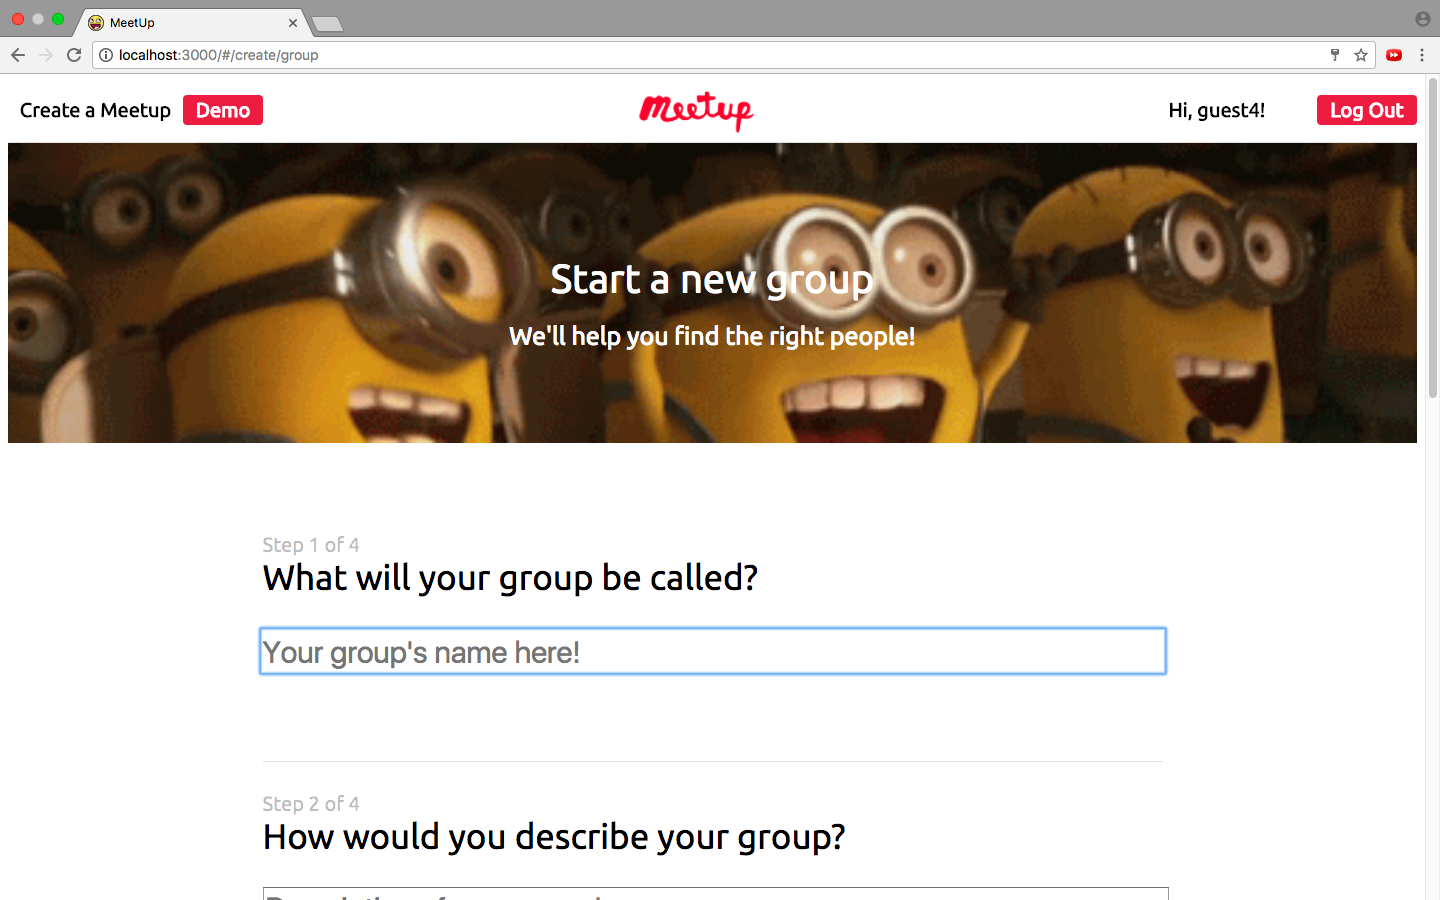 MeetUp
localhost:3000/#/create/group
Create a Meetup Demo Meetup Hi, guest4! Log Out
Start a new group
We'll help you find the right people!
Step 1 of 4
What will your group be called?
Your group's name here!
Step 2 of 4
How would you describe your group?